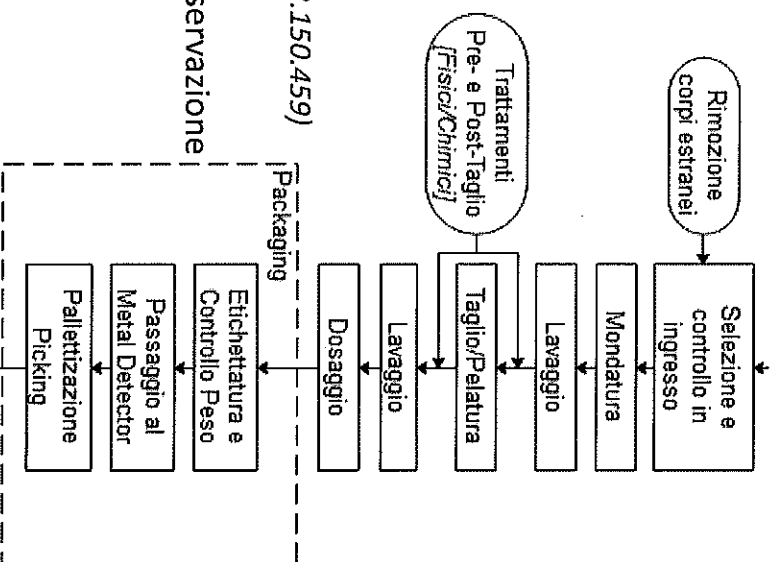 Rimozione
corpi estranei
Selezione e
controllo in
ingresso
Mondatura
Lavaggio
Trattamenti
Pre- e Post-Taglio
[Fisici/Chimici]
Taglio/Pelatura
Lavaggio
Dosaggio
.150.459)
servazione
Packaging
Etichettatura e
Controllo Peso
Passaggio al
Metal Detector
Pallettizazione
Picking